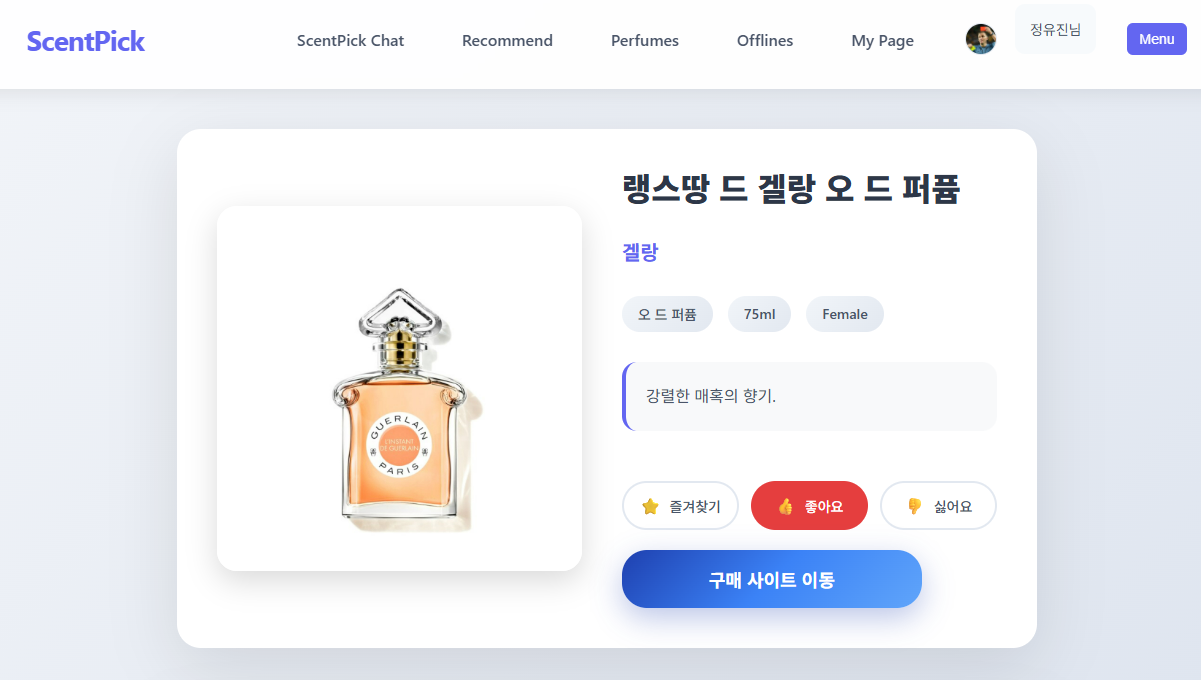 ScentPick
ScentPick Chat
Recommend
Perfumes
Offlines
My Page
정유진님
Menu
랭스땅 드 겔랑 오 드 퍼퓸
겔랑
오 드 퍼퓸
75ml
Female
강렬한 매혹의 향기.
GUERLAIN
L'INSTANT
DE GUERLAIN
PARIS
즐겨찾기
좋아요
싫어요
구매 사이트 이동